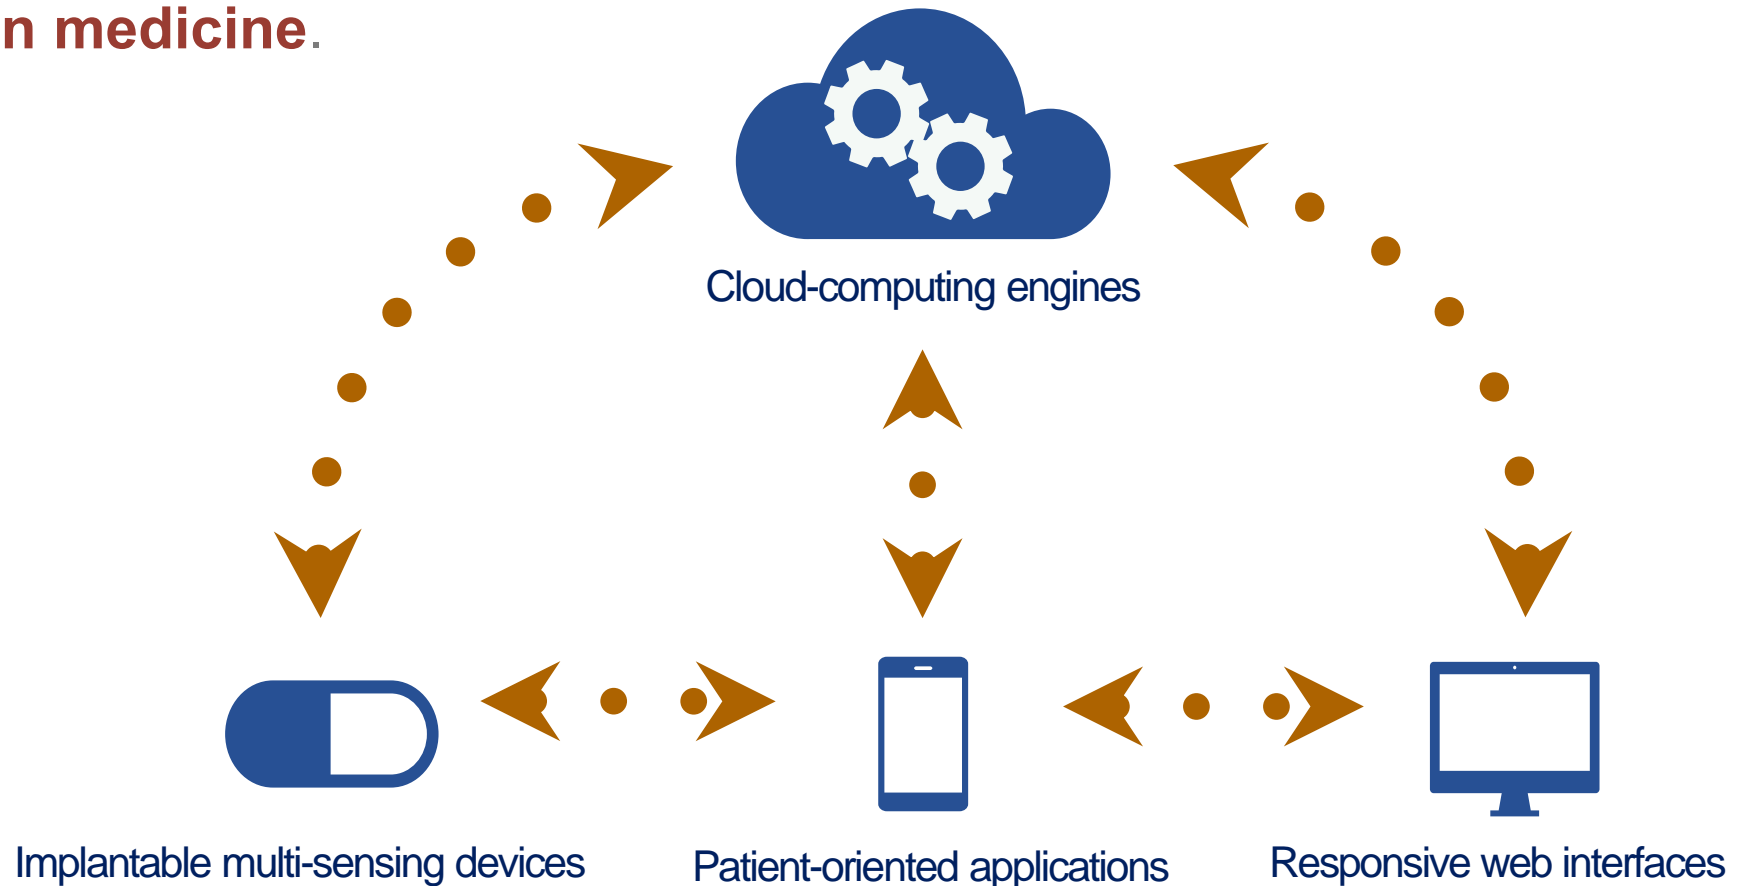 n medicine.
Cloud-computing engines
Implantable multi-sensing devices
Patient-oriented applications
Responsive web interfaces